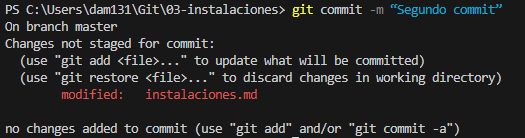 PS C:\Users\dam131\Git\03-instalaciones> git commit -m “Segundo commit”
On branch master
Changes not staged for commit:
  (use "git add <file>..." to update what will be committed)
  (use "git restore <file>..." to discard changes in working directory)
        modified:   instalaciones.md
no changes added to commit (use "git add" and/or "git commit -a")